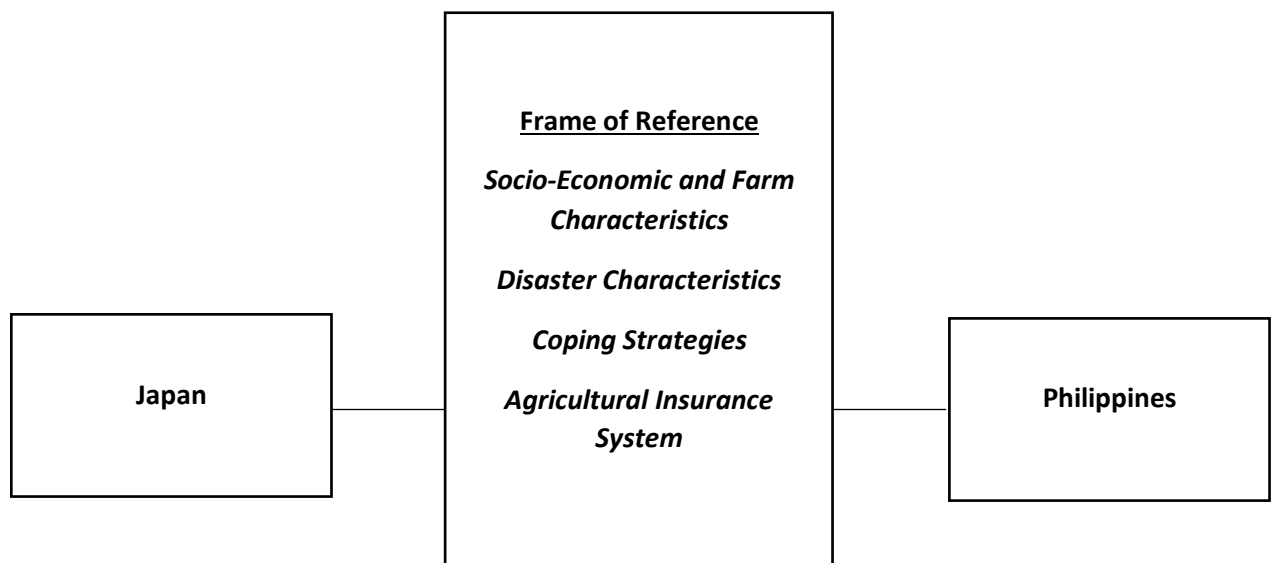 Frame of Reference
Socio-Economic and Farm
Characteristics
Disaster Characteristics
Coping Strategies
Agricultural Insurance
System
Japan
Philippines